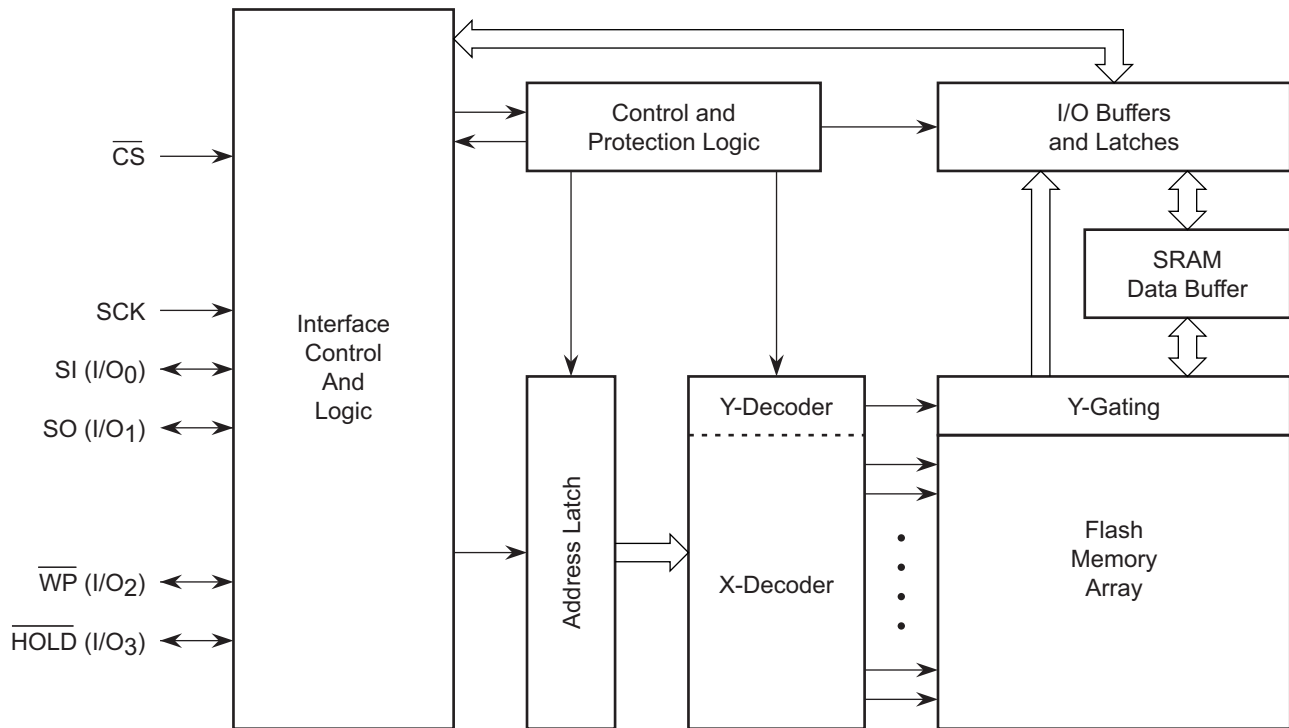 CS
SCK
SI (I/O0)
SO (I/O1)
WP (I/O2)
HOLD (I/O3)
Interface
Control
And
Logic
Control and
Protection Logic
I/O Buffers
and Latches
SRAM
Data Buffer
Address Latch
Y-Decoder
X-Decoder
Y-Gating
Flash
Memory
Array